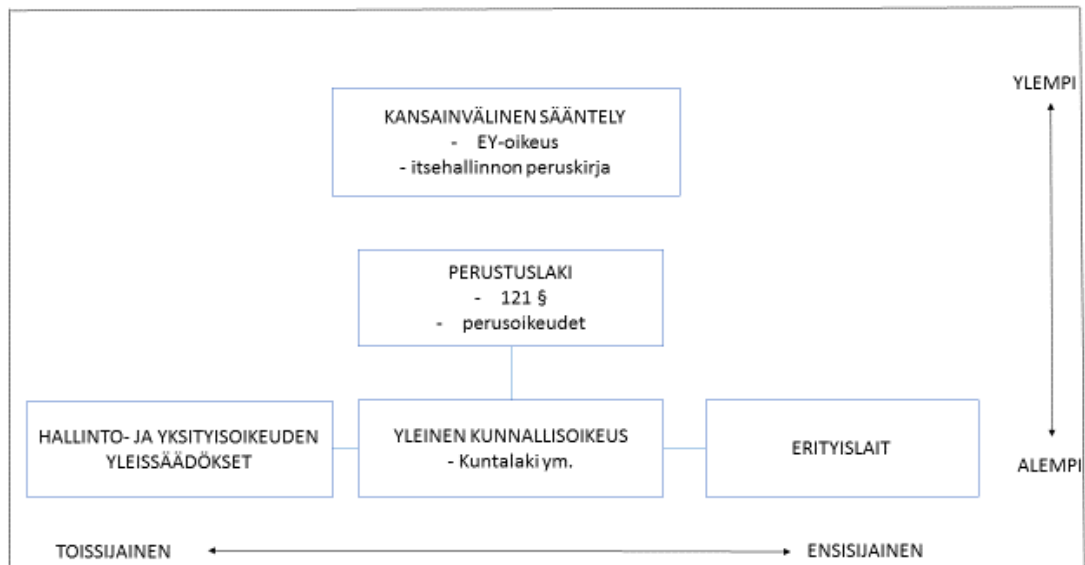 YLEMPI
KANSAINVÄLINEN SÄÄNTELY
- EY-oikeus
- itsehallinnon peruskirja
PERUSTUSLAKI
- 121 §
- perusoikeudet
HALLINTO- JA YKSITYISOIKEUDEN
YLEISSÄÄDÖKSET
YLEINEN KUNNALLISOIKEUS
- Kuntalaki ym.
ERITYISLAIT
ALEMPI
TOISSIJAINEN
ENSISIJAINEN